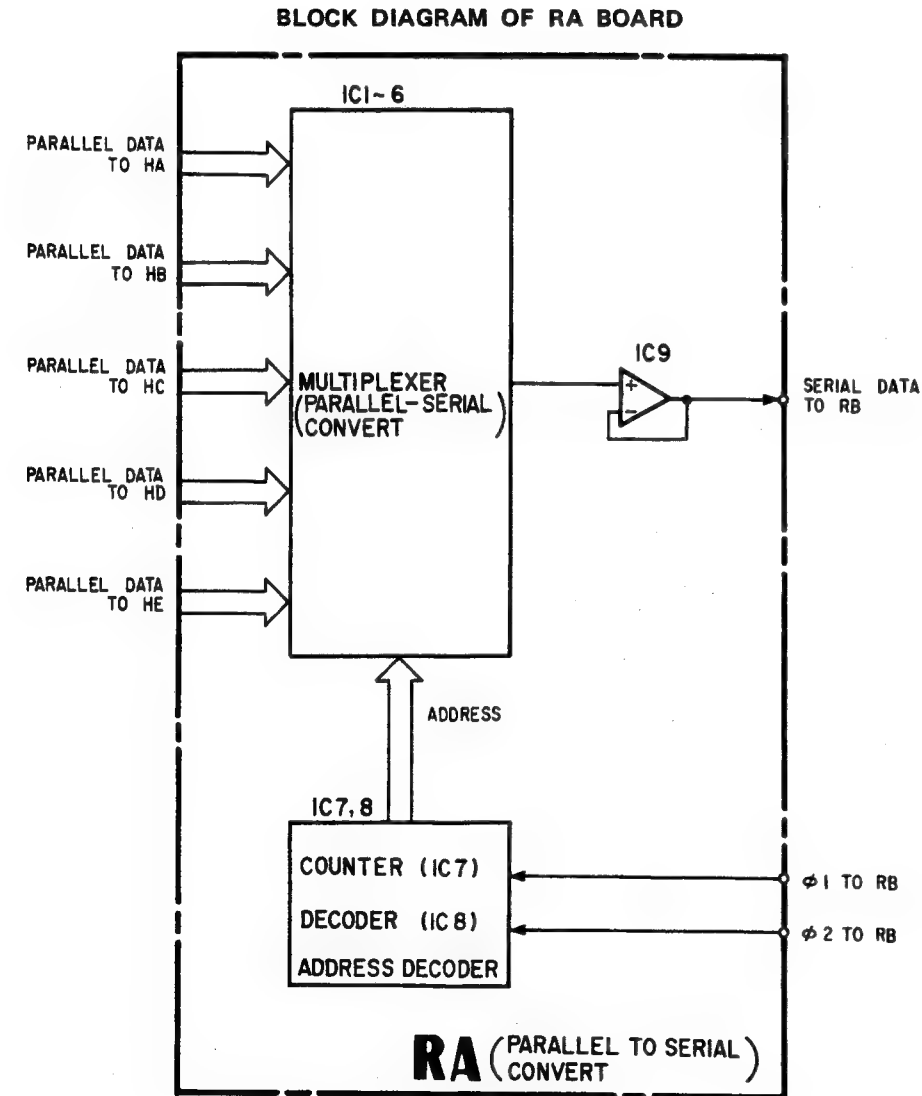 BLOCK DIAGRAM OF RA BOARD
IC1~6
PARALLEL DATA
TO HA
PARALLEL DATA
TO HB
PARALLEL DATA
TO HC
PARALLEL DATA
TO HD
PARALLEL DATA
TO HE
MULTIPLEXER
(PARALLEL-SERIAL)
CONVERT
IC9
+
-
SERIAL DATA
TO RB
ADDRESS
IC7, 8
COUNTER (IC7)
DECODER (IC8)
ADDRESS DECODER
φ1 TO RB
φ2 TO RB
RA (PARALLEL TO SERIAL)
CONVERT